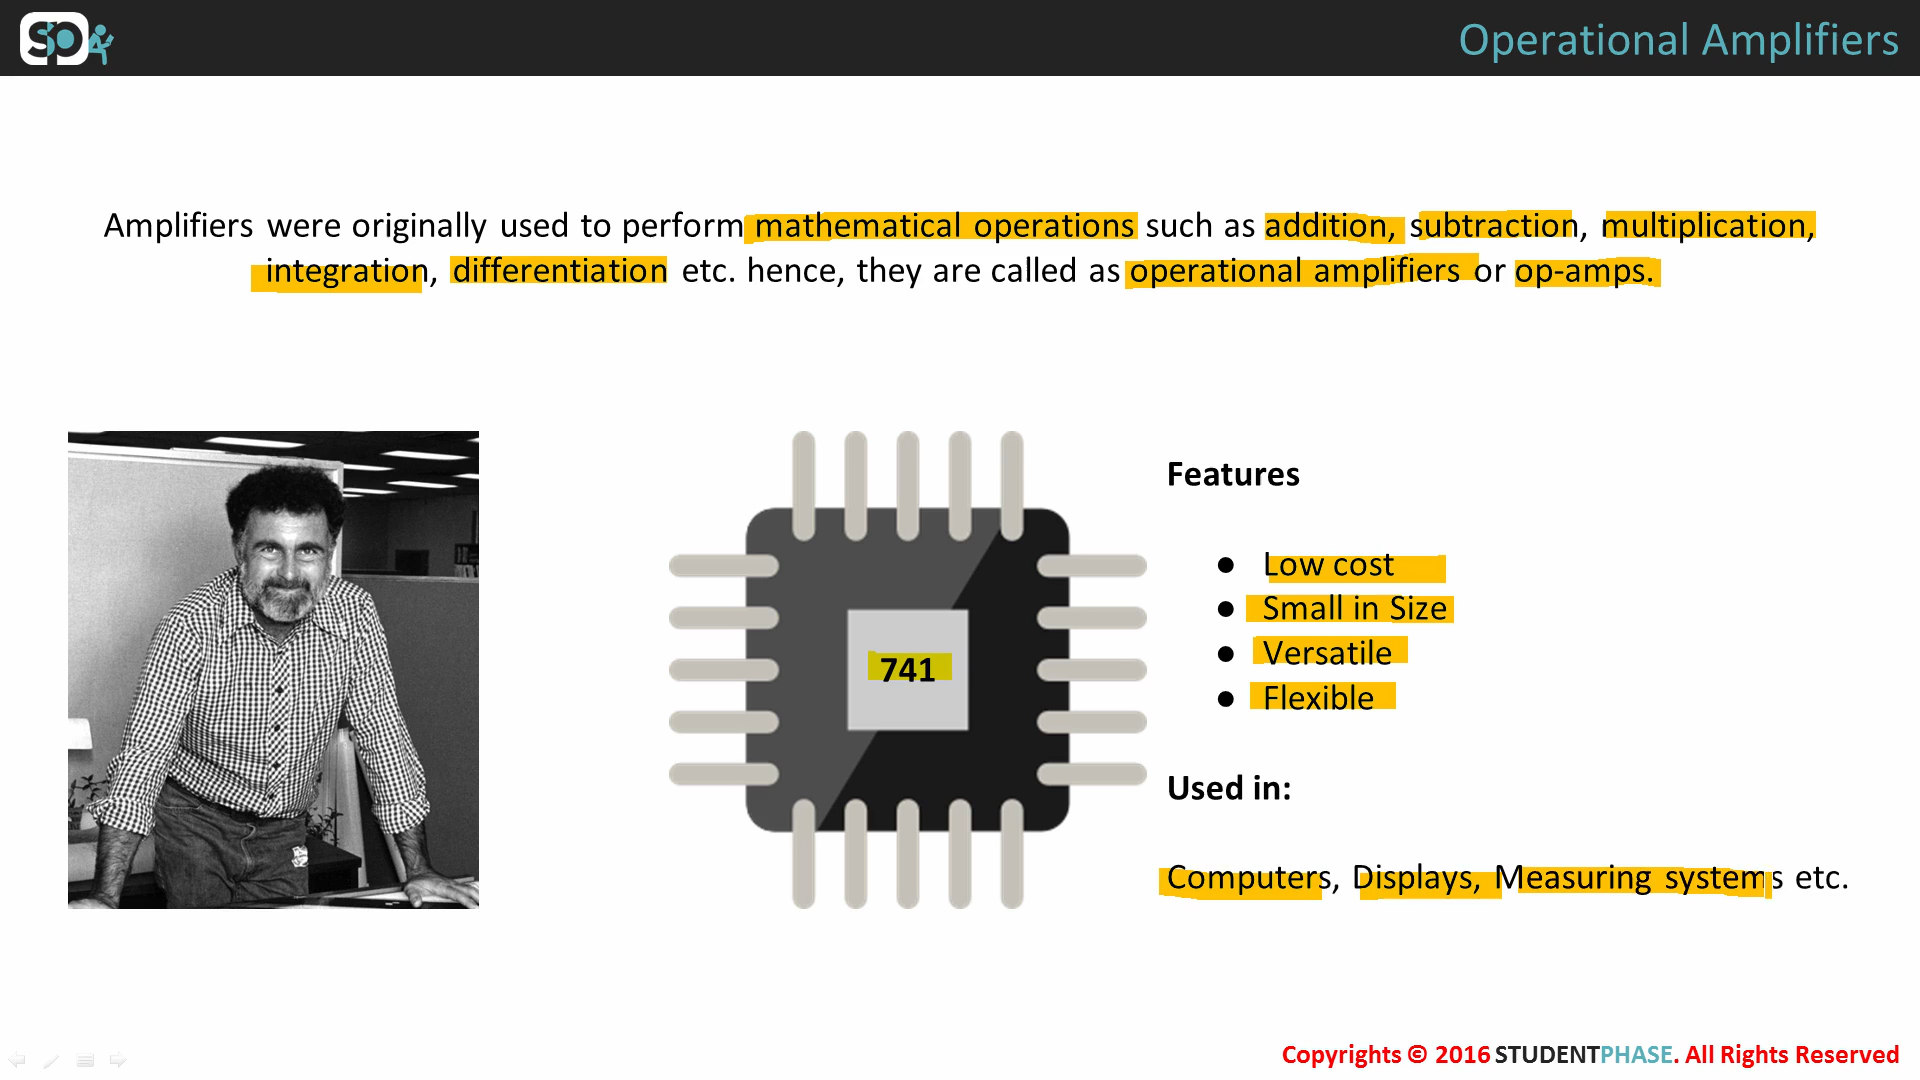 SP
Operational Amplifiers
Amplifiers were originally used to perform mathematical operations such as addition, subtraction, multiplication,
integration, differentiation etc. hence, they are called as operational amplifiers or op-amps.
741
Features
● Low cost
● Small in Size
● Versatile
● Flexible
Used in:
Computers, Displays, Measuring systems etc.
Copyrights © 2016 STUDENTPHASE. All Rights Reserved